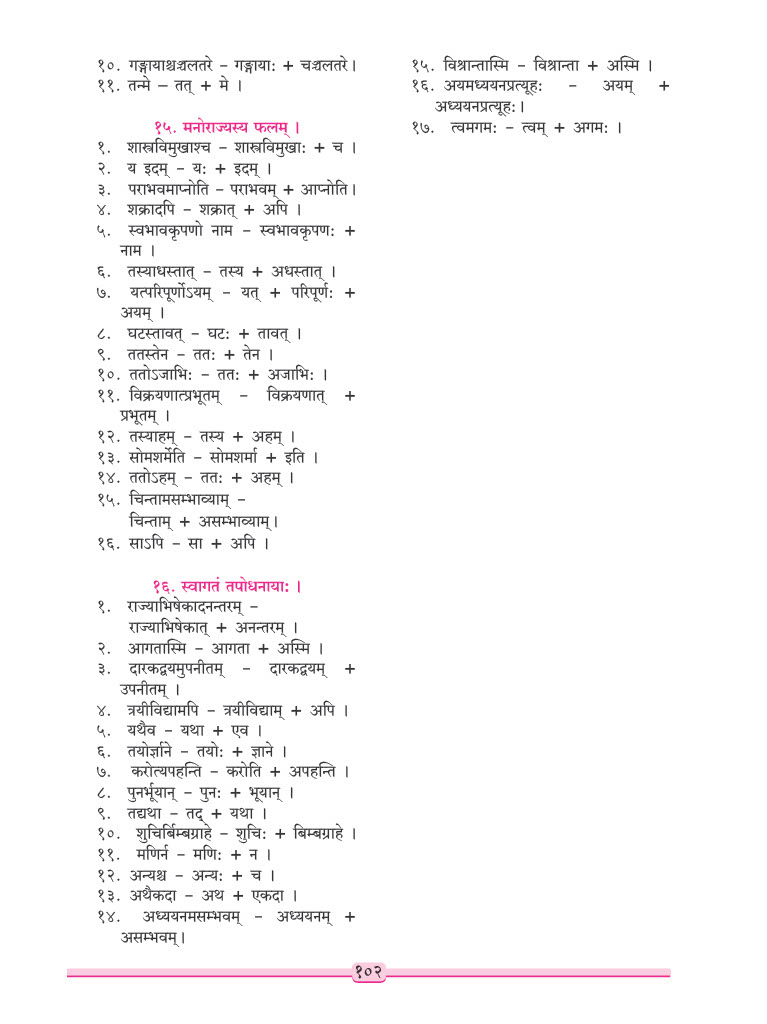 १०. गङ्गायाश्चञ्चलतरे – गङ्गायाः + चञ्चलतरे।
११. तन्मे – तत् + मे ।
१५. मनोराज्यस्य फलम् ।
१. शास्त्रविमुखाश्च – शास्त्रविमुखाः + च ।
२. य इदम् – यः + इदम् ।
३. पराभवमाप्नोति – पराभवम् + आप्नोति।
४. शक्रादपि – शक्रात् + अपि ।
५. स्वभावकृपणो नाम – स्वभावकृपणः +
नाम ।
६. तस्याधस्तात् – तस्य + अधस्तात् ।
७. यत्परिपूर्णोऽयम् – यत् + परिपूर्णः +
अयम् ।
८. घटस्तावत् – घटः + तावत् ।
९. ततस्तेन – ततः + तेन ।
१०. ततोऽजाभिः – ततः + अजाभिः ।
११. विक्रयणात्प्रभूतम् – विक्रयणात् +
प्रभूतम् ।
१२. तस्याहम् – तस्य + अहम् ।
१३. सोमशर्मेति – सोमशर्मा + इति ।
१४. ततोऽहम् – ततः + अहम् ।
१५. चिन्तामसम्भाव्याम् –
चिन्ताम् + असम्भाव्याम्।
१६. साऽपि – सा + अपि ।
१६. स्वागतं तपोधनायाः ।
१. राज्याभिषेकादनन्तरम् –
राज्याभिषेकात् + अनन्तरम् ।
२. आगतास्मि – आगता + अस्मि ।
३. दारकद्वयमुपनीतम् – दारकद्वयम् +
उपनीतम् ।
४. त्रयीविद्यामपि – त्रयीविद्याम् + अपि ।
५. यथैव – यथा + एव ।
६. तयोर्ज्ञाने – तयोः + ज्ञाने ।
७. करोत्यपहन्ति – करोति + अपहन्ति ।
८. पुनर्भूयान् – पुनः + भूयान् ।
९. तद्यथा – तद् + यथा ।
१०. शुचिर्बिम्बग्राहे – शुचिः + बिम्बग्राहे ।
११. मणिर्न – मणिः + न ।
१२. अन्यश्च – अन्यः + च ।
१३. अथैकदा – अथ + एकदा ।
१४. अध्ययनमसम्भवम् – अध्ययनम् +
असम्भवम्।
१५. विश्रान्तास्मि – विश्रान्ता + अस्मि ।
१६. अयमध्ययनप्रत्यूहः – अयम् +
अध्ययनप्रत्यूहः।
१७. त्वमगमः – त्वम् + अगमः ।
१०२